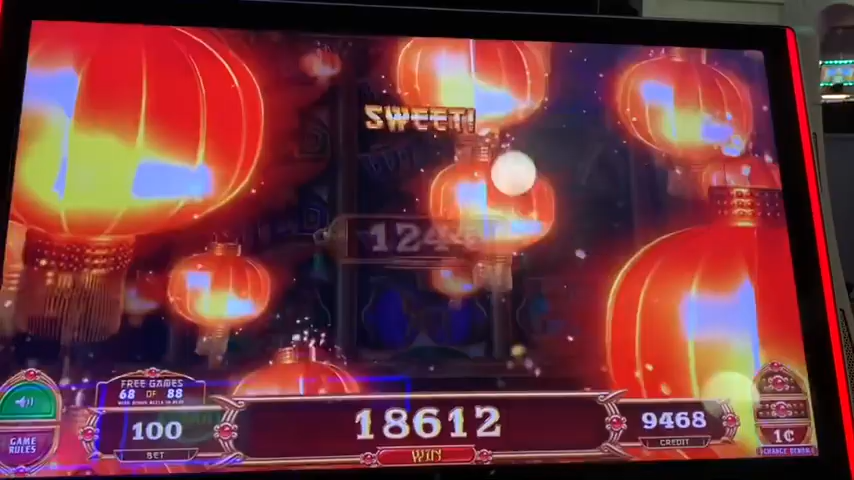 SWEET!
FREE GAMES
68 OF 88
100
BET
18612
WIN
9468
CREDIT
GAME
RULES
1¢